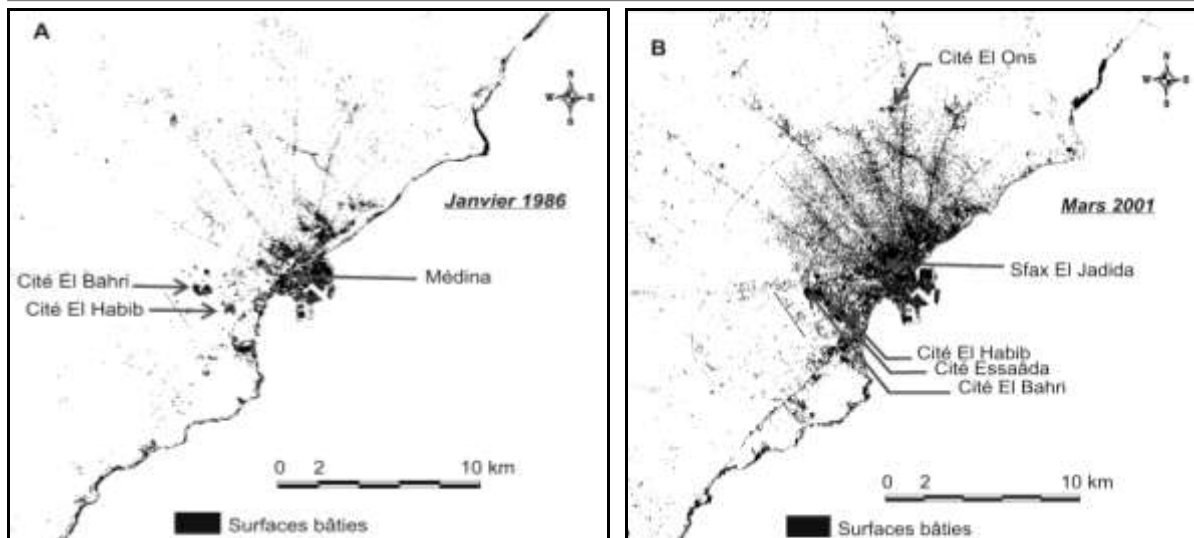 A
N
W E
S
Janvier 1986
Cité El Bahri
Médina
Cité El Habib
0 2 10 km
Surfaces bâties
B
Cité El Ons
N
W E
S
Mars 2001
Sfax El Jadida
Cité El Habib
Cité Essaâda
Cité El Bahri
0 2 10 km
Surfaces bâties